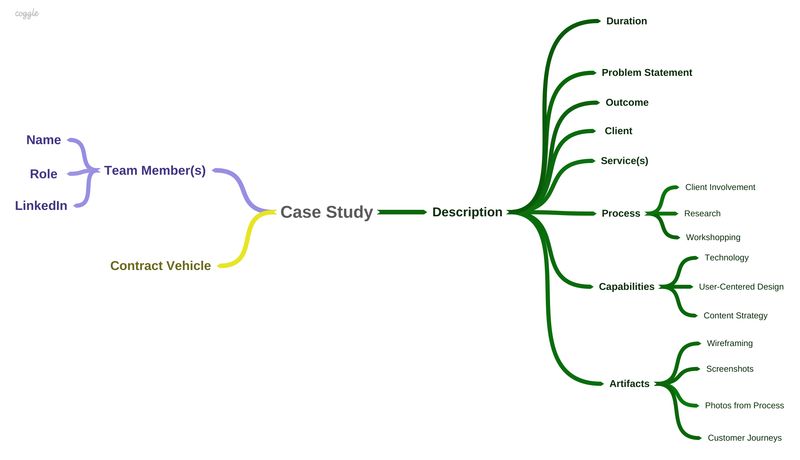 coggle
Duration
Problem Statement
Outcome
Client
Service(s)
Name
Role
LinkedIn
Team Member(s)
Contract Vehicle
Case Study
Description
Process
Client Involvement
Research
Workshopping
Capabilities
Technology
User-Centered Design
Content Strategy
Artifacts
Wireframing
Screenshots
Photos from Process
Customer Journeys